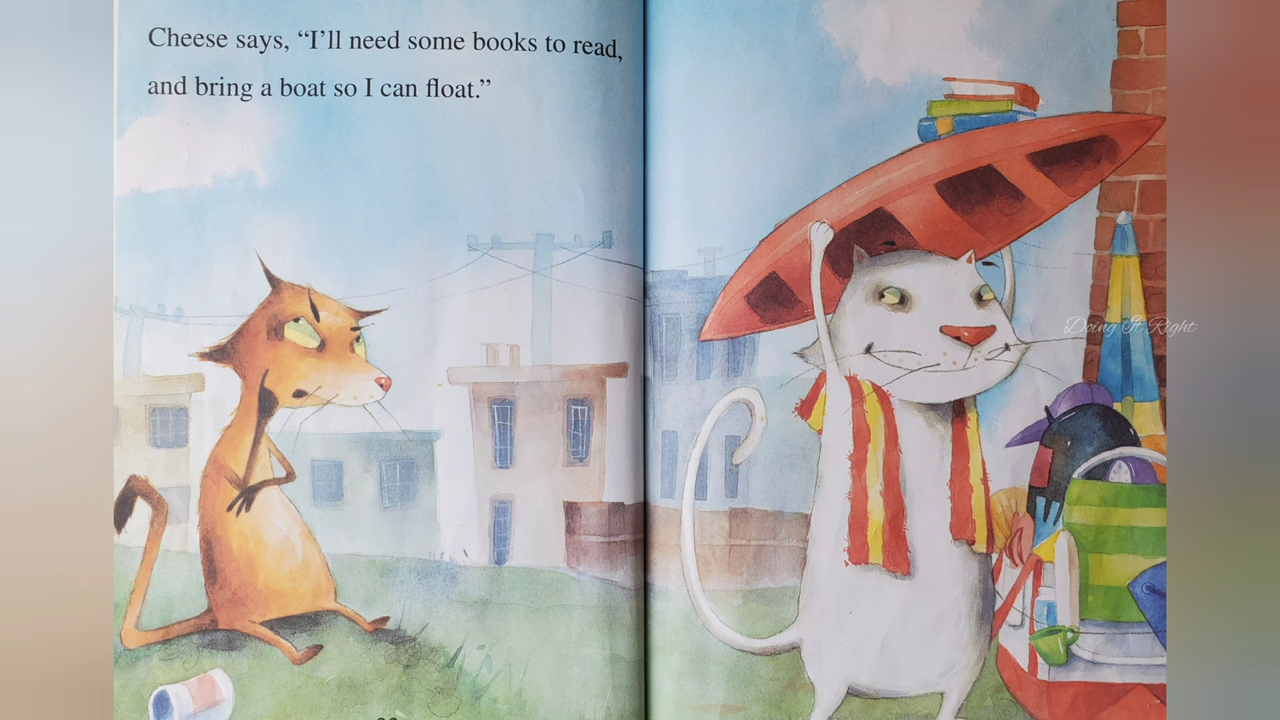 Cheese says, “I’ll need some books to read,
and bring a boat so I can float.”
Doing It Right